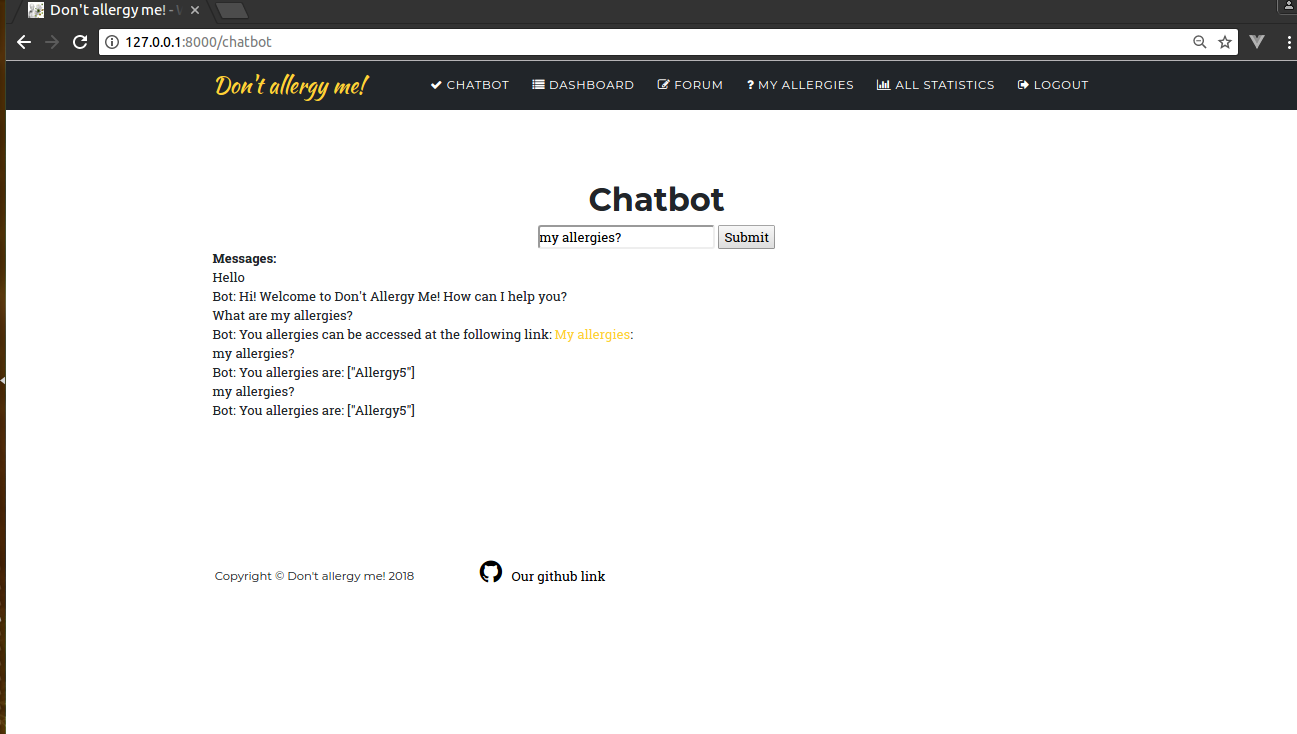 Don't allergy me! - \
127.0.0.1:8000/chatbot
Don't allergy me! CHATBOT DASHBOARD FORUM ? MY ALLERGIES ALL STATISTICS LOGOUT
Chatbot
my allergies? Submit
Messages:
Hello
Bot: Hi! Welcome to Don't Allergy Me! How can I help you?
What are my allergies?
Bot: You allergies can be accessed at the following link: My allergies:
my allergies?
Bot: You allergies are: ["Allergy5"]
my allergies?
Bot: You allergies are: ["Allergy5"]
Copyright © Don't allergy me! 2018 Our github link